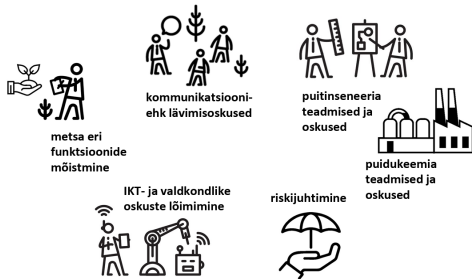 kommunikatsiooni-
ehk lävimisoskused
puitinseneeria
teadmised ja
oskused
metsa eri
funktsioonide
mõistmine
puidukeemia
teadmised ja
oskused
IKT- ja valdkondlike
oskuste lõimimine
riskijuhtimine